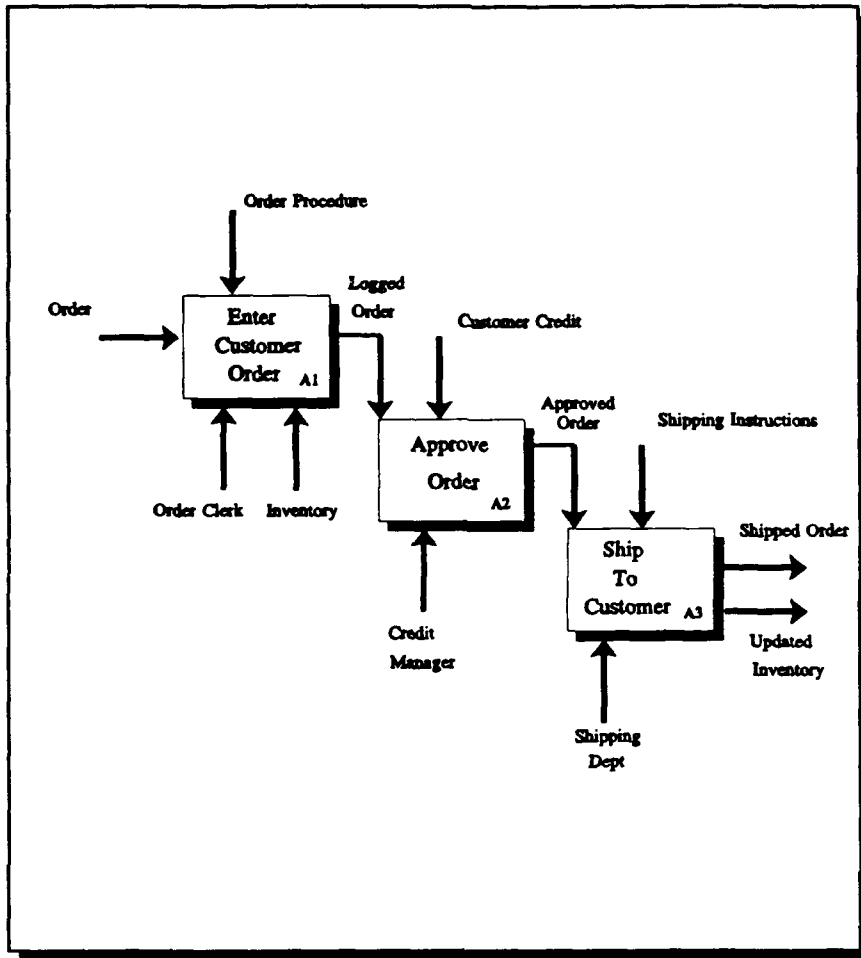 Order Procedure
Order
Enter
Customer
Order A1
Logged
Order
Order Clerk
Inventory
Customer Credit
Approve
Order
A2
Credit
Manager
Approved
Order
Shipping Instructions
Ship
To
Customer A3
Shipping
Dept
Shipped Order
Updated
Inventory